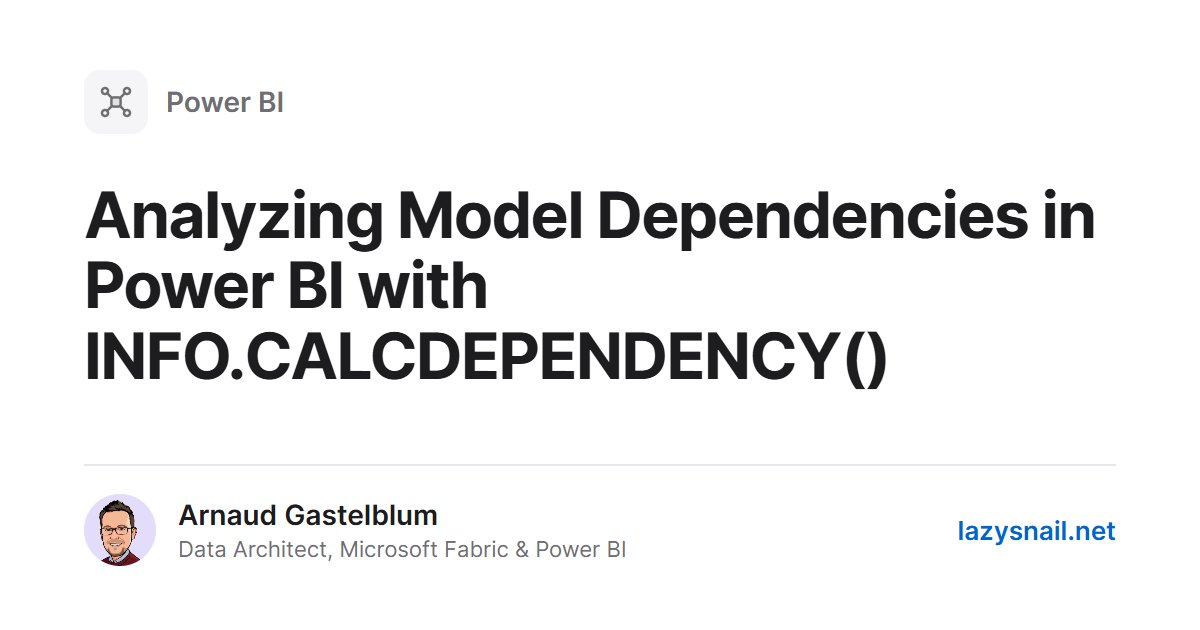 Power BI
Analyzing Model Dependencies in
Power BI with
INFO.CALCDEPENDENCY()
Arnaud Gastelblum
Data Architect, Microsoft Fabric & Power BI
lazysnail.net